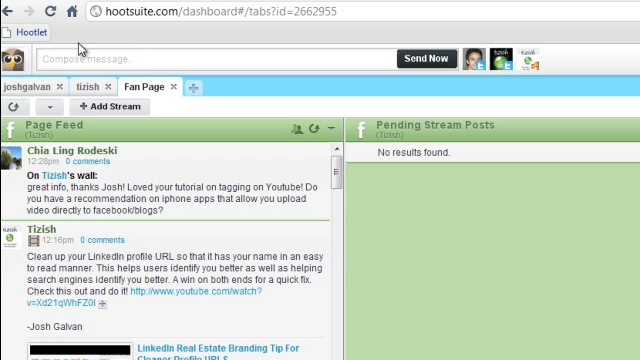 hootsuite.com/dashboard#/tabs?id=2662955
Hootlet
Compose message..
Send Now
joshgalvan x tizish x Fan Page x
+ Add Stream
f Page Feed
(Tizish)
f Pending Stream Posts
(Tizish)
Chia Ling Rodeski
12:28pm 0 comments
On Tizish's wall:
great info, thanks Josh! Loved your tutorial on tagging on Youtube! Do
you have a recommendation on iphone apps that allow you upload
video directly to facebook/blogs?
Tizish
12:16pm 0 comments
Clean up your LinkedIn profile URL so that it has your name in an easy
to read manner. This helps users identify you better as well as helping
search engines identify you better. A win on both ends for a quick fix.
Check this out and do it! http://www.youtube.com/watch?
v=Xd21qWhFZ0I
-Josh Galvan
LinkedIn Real Estate Branding Tip For
Cleaner Profile URLS
No results found.